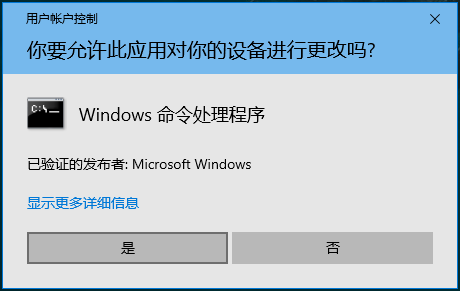 用户帐户控制
你要允许此应用对你的设备进行更改吗?
C:\
Windows 命令处理程序
已验证的发布者: Microsoft Windows
显示更多详细信息
是
否